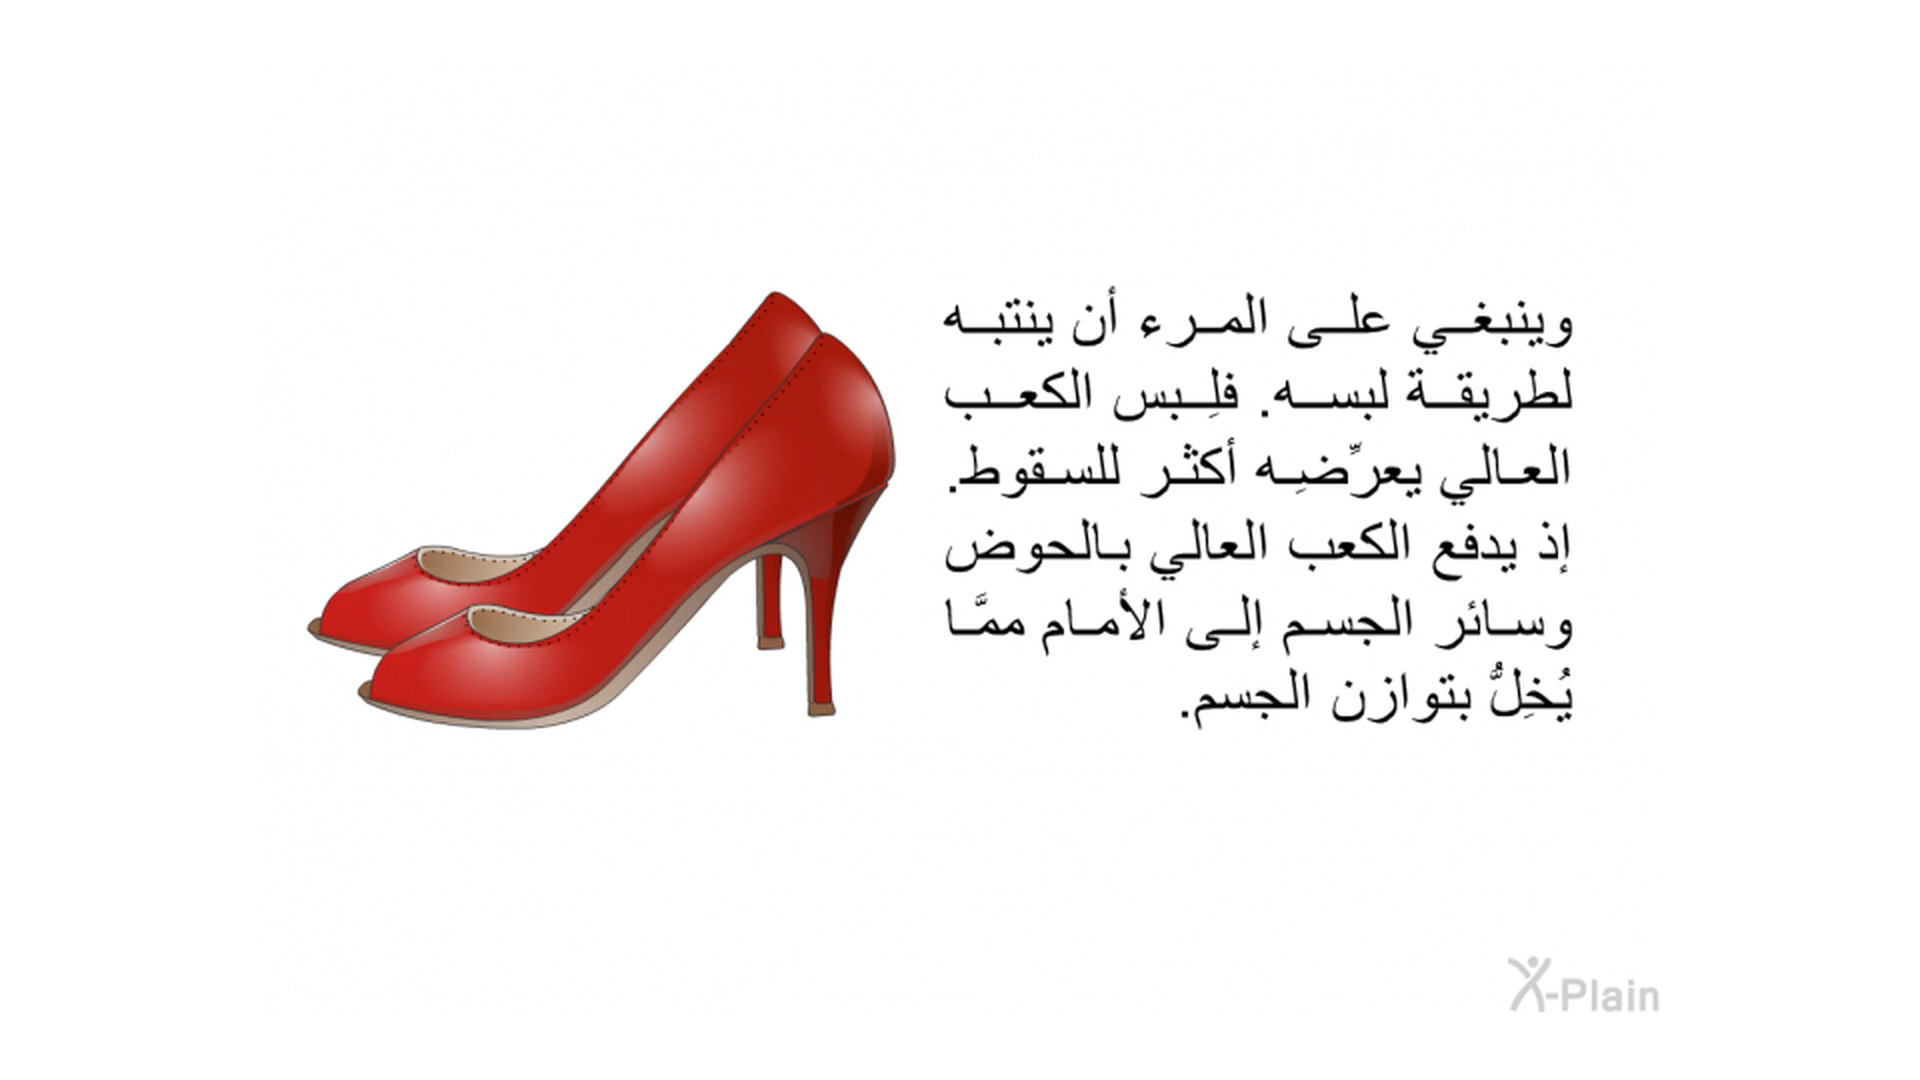 وينبغي على المرء أن ينتبه
لطريقة لبسه. فلِبس الكعب
العالي يعرِّضِه أكثر للسقوط.
إذ يدفع الكعب العالي بالحوض
وسائر الجسم إلى الأمام ممَّا
يُخِلُّ بتوازن الجسم.
X-Plain